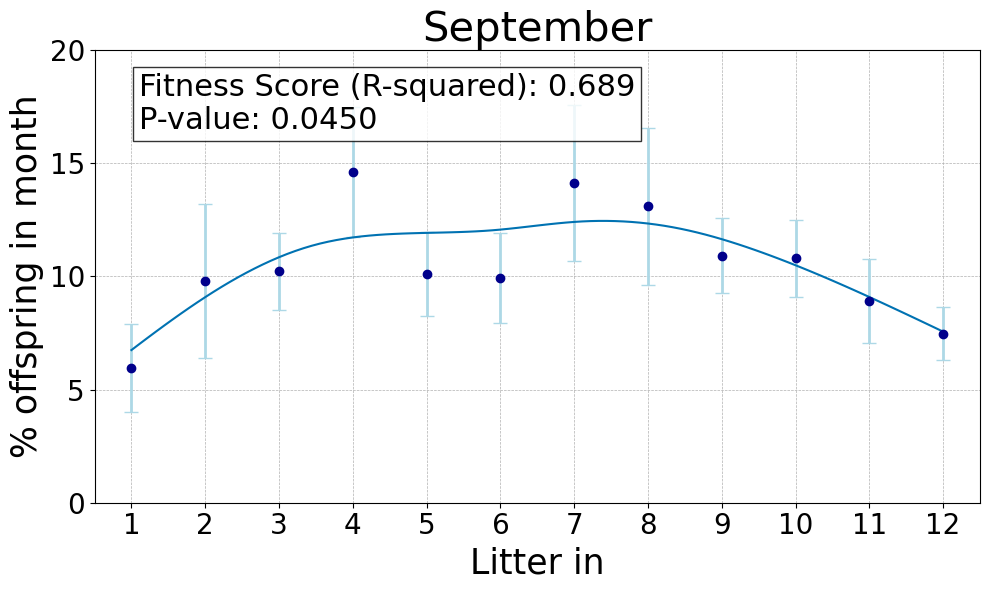 September
Fitness Score (R-squared): 0.689
P-value: 0.0450
% offspring in month
20
15
10
5
0
1 2 3 4 5 6 7 8 9 10 11 12
Litter in